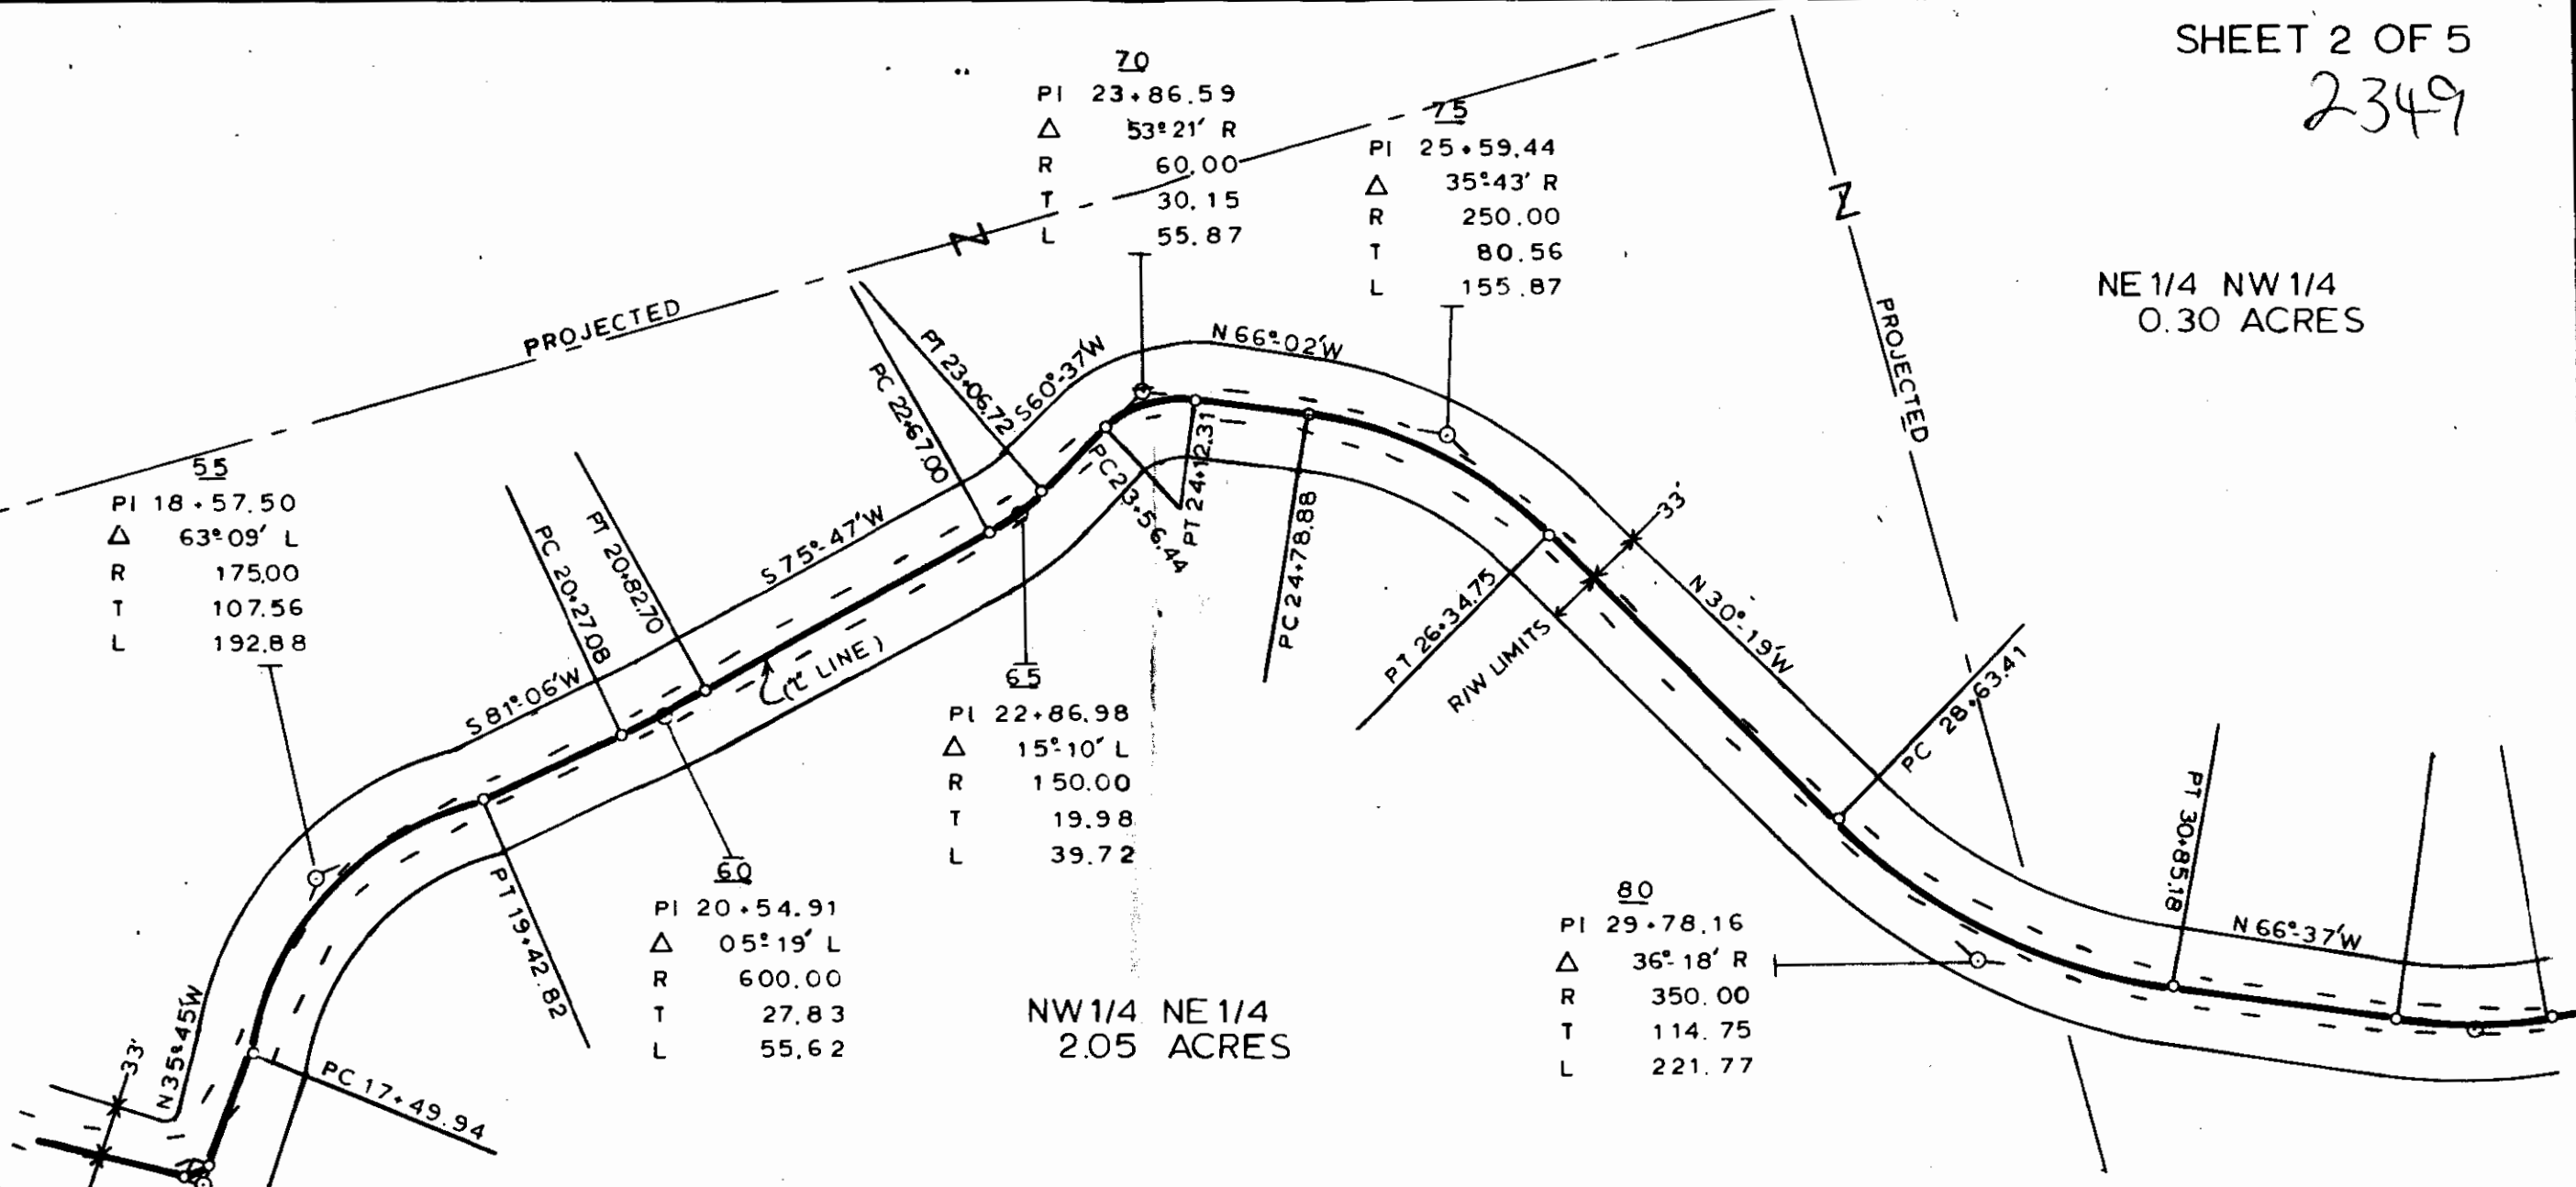 SHEET 2 OF 5
2349
NE 1/4 NW 1/4
0.30 ACRES
70
PI 23+86.59
Δ 53°21' R
R 60.00
T 30.15
L 55.87
75
PI 25+59.44
Δ 35°-43' R
R 250.00
T 80.56
L 155.87
N
Z
PROJECTED
PROJECTED
55
PI 18+57.50
Δ 63°-09' L
R 175.00
T 107.56
L 192.88
PC 20+27.08
PT 20+82.70
PC 22+67.00
PT 23+06.72
S 60°-37'W
N 66°-02'W
S 75°-47'W
S 81°-06'W
("L" LINE)
PC 23+56.44
PT 24+12.31
PC 24+78.88
PT 26+34.75
R/W LIMITS
33'
N 30°-19'W
PC 28+63.41
PT 30+85.18
N 66°-37'W
65
PI 22+86.98
Δ 15°-10' L
R 150.00
T 19.98
L 39.72
60
PI 20+54.91
Δ 05°-19' L
R 600.00
T 27.83
L 55.62
80
PI 29+78.16
Δ 36°-18' R
R 350.00
T 114.75
L 221.77
NW 1/4 NE 1/4
2.05 ACRES
PT 19+42.82
PC 17+49.94
N 35°-45'W
33'